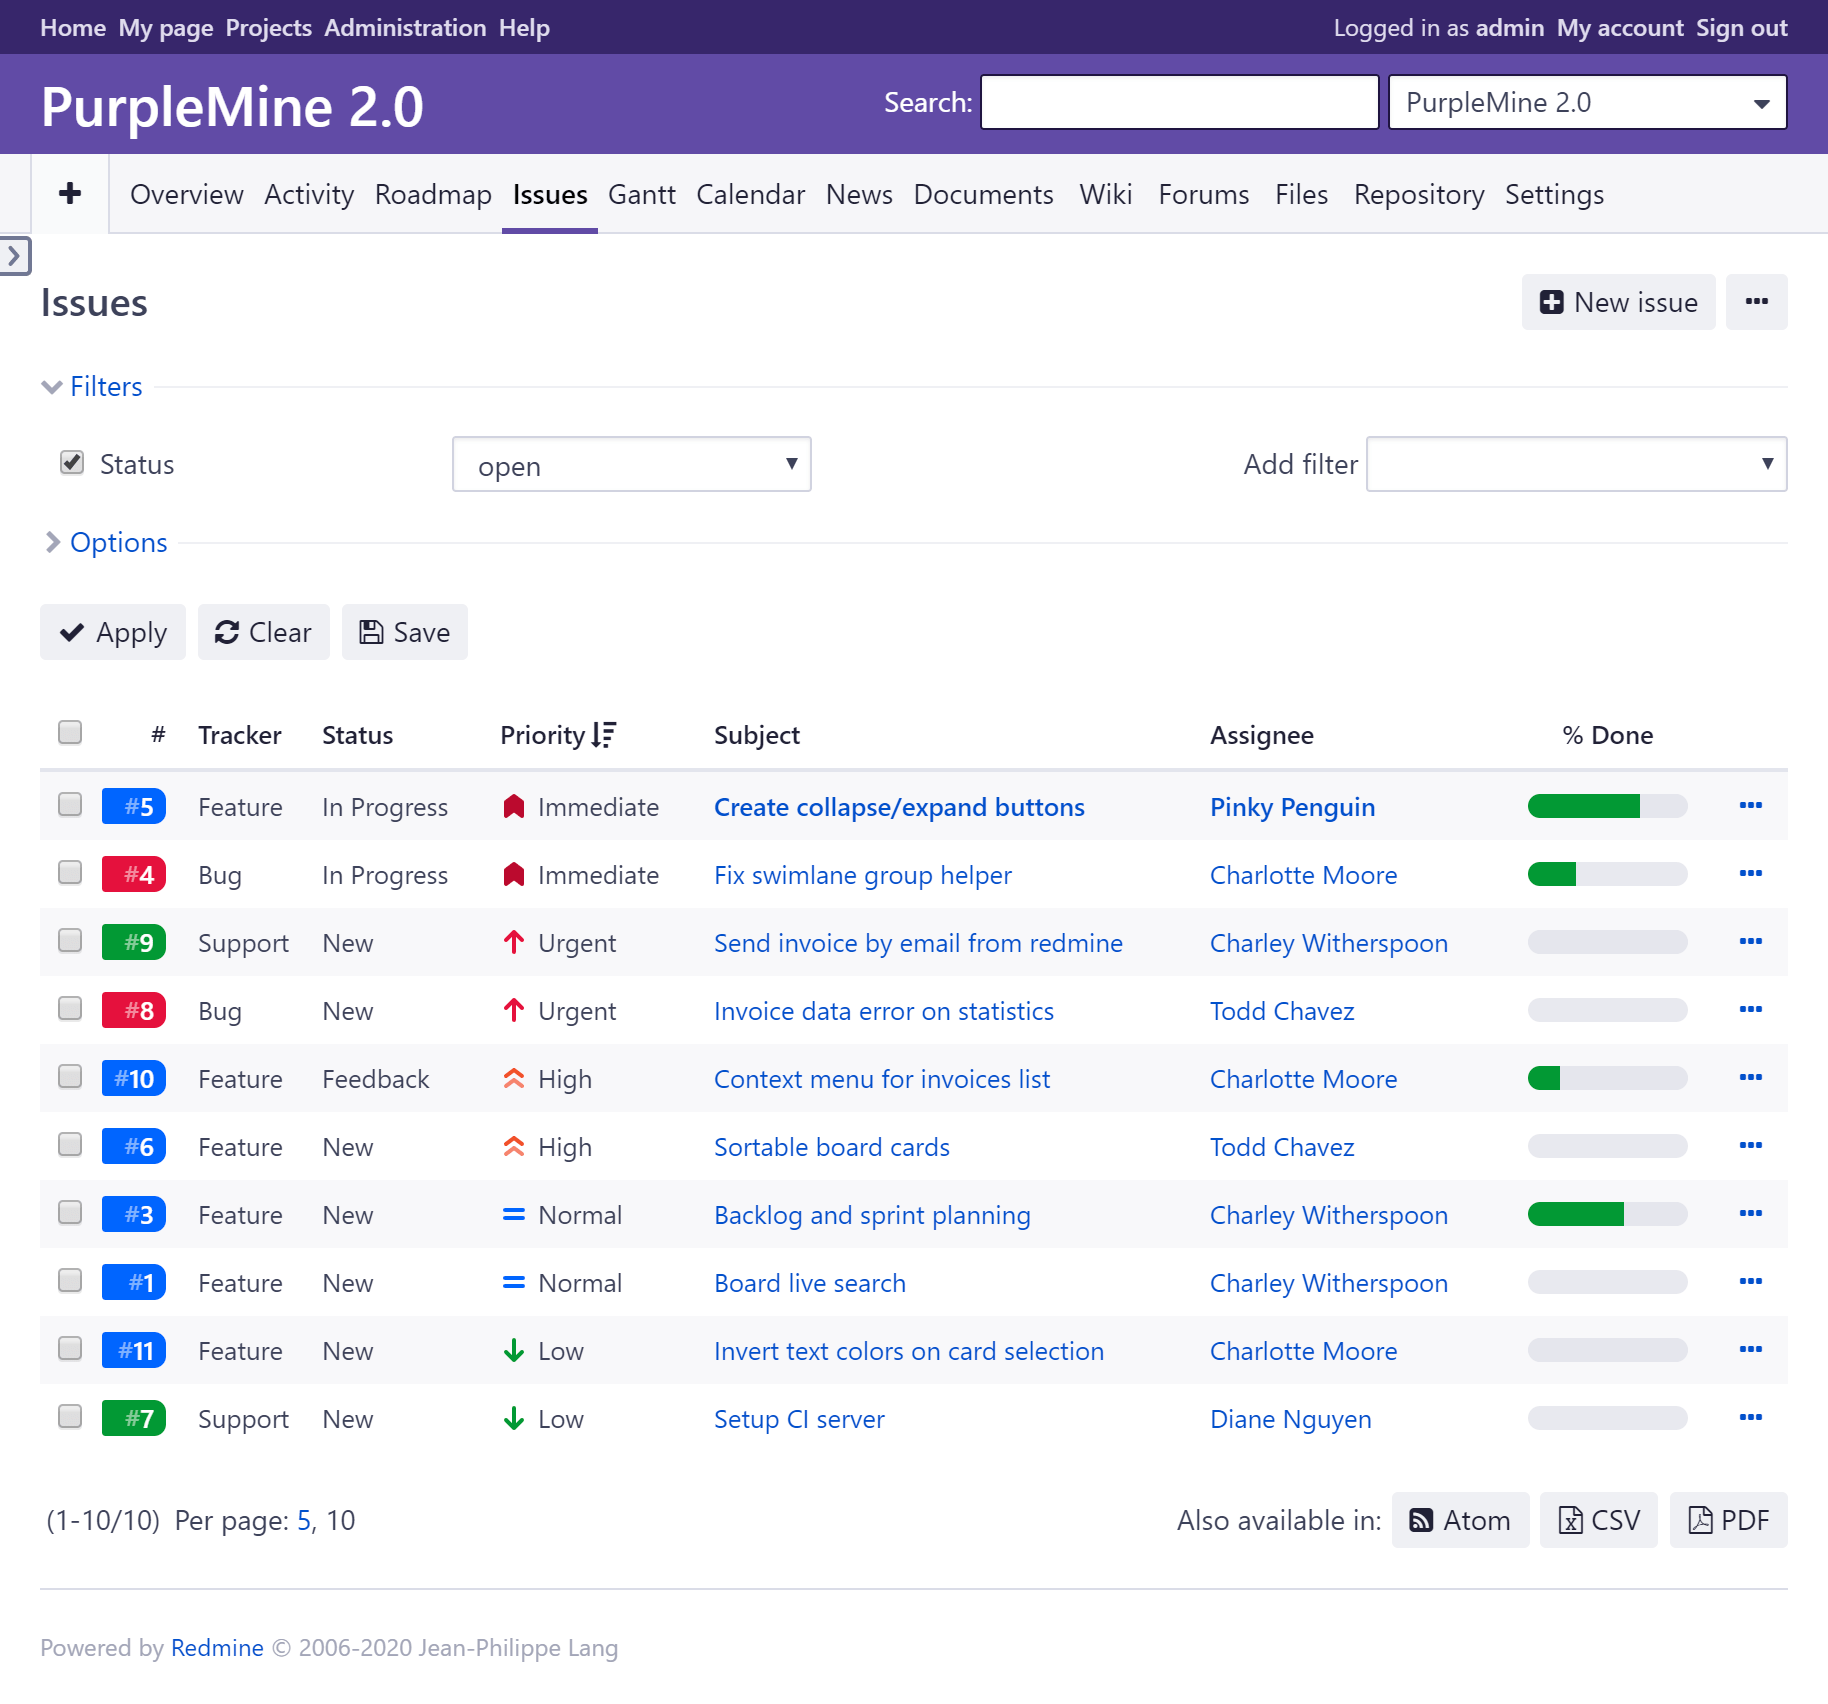 Home My page Projects Administration Help Logged in as admin My account Sign out
PurpleMine 2.0 Search: PurpleMine 2.0
Overview Activity Roadmap Issues Gantt Calendar News Documents Wiki Forums Files Repository Settings
Issues New issue
Filters
Status open Add filter
Options
Apply Clear Save
# Tracker Status Priority Subject Assignee % Done
#5 Feature In Progress Immediate Create collapse/expand buttons Pinky Penguin
#4 Bug In Progress Immediate Fix swimlane group helper Charlotte Moore
#9 Support New Urgent Send invoice by email from redmine Charley Witherspoon
#8 Bug New Urgent Invoice data error on statistics Todd Chavez
#10 Feature Feedback High Context menu for invoices list Charlotte Moore
#6 Feature New High Sortable board cards Todd Chavez
#3 Feature New Normal Backlog and sprint planning Charley Witherspoon
#1 Feature New Normal Board live search Charley Witherspoon
#11 Feature New Low Invert text colors on card selection Charlotte Moore
#7 Support New Low Setup CI server Diane Nguyen
(1-10/10) Per page: 5, 10 Also available in: Atom CSV PDF
Powered by Redmine © 2006-2020 Jean-Philippe Lang